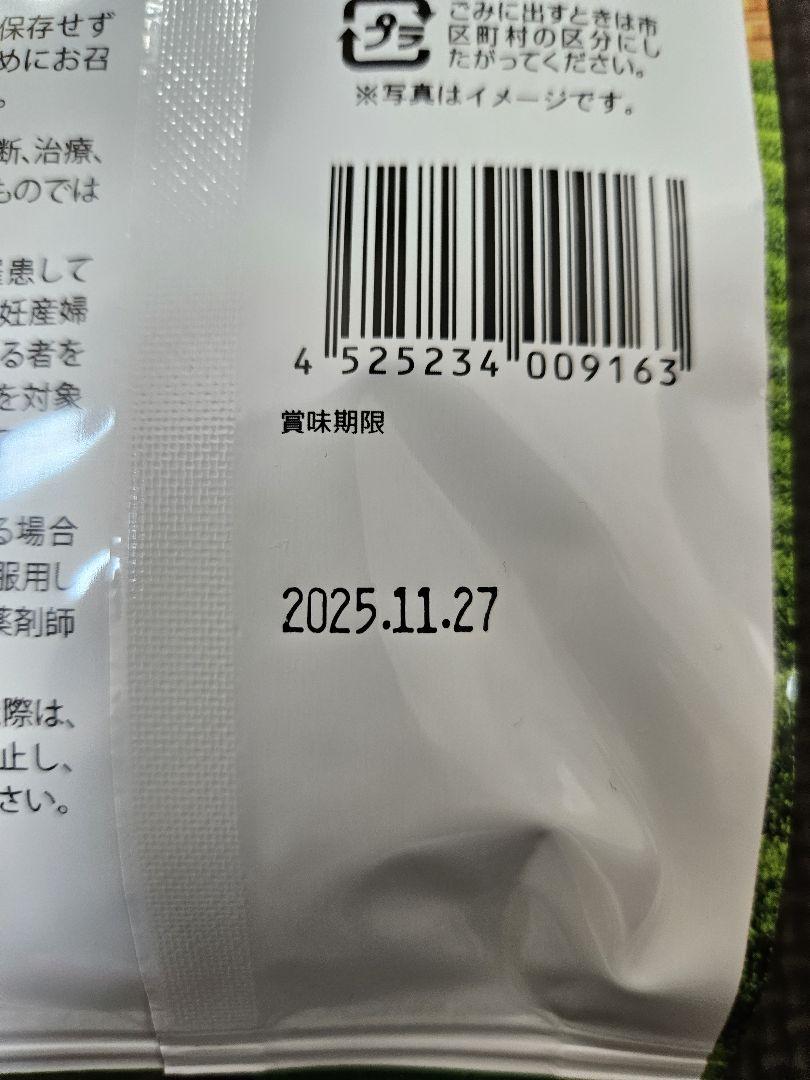 保存せず
めにお召
。
断、治療、
ものでは
患して
妊産婦
る者を
を対象
る場合
服用し
薬剤師
際は、
止し、
さい。
プラ
ごみに出すときは市
区町村の区分にし
たがってください。
※写真はイメージです。
4 525234 009163
賞味期限
2025.11.27